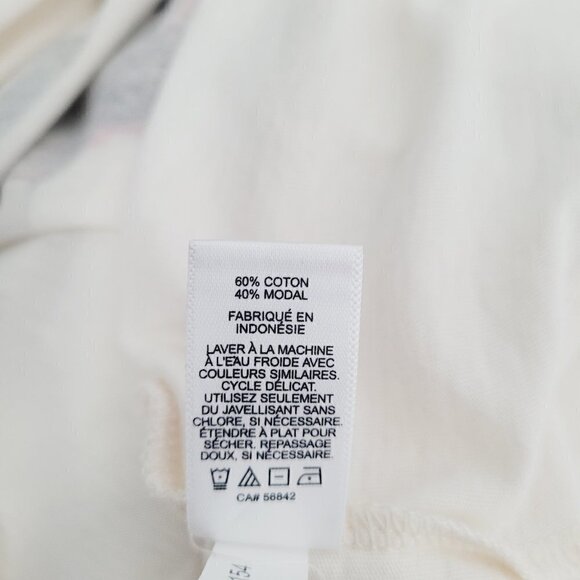 60% COTON
40% MODAL
FABRIQUÉ EN
INDONÉSIE
LAVER À LA MACHINE
À L'EAU FROIDE AVEC
COULEURS SIMILAIRES.
CYCLE DÉLICAT.
UTILISEZ SEULEMENT
DU JAVELLISANT SANS
CHLORE, SI NÉCESSAIRE.
ÉTENDRE À PLAT POUR
SÉCHER. REPASSAGE
DOUX, SI NÉCESSAIRE.
CA# 56842
154